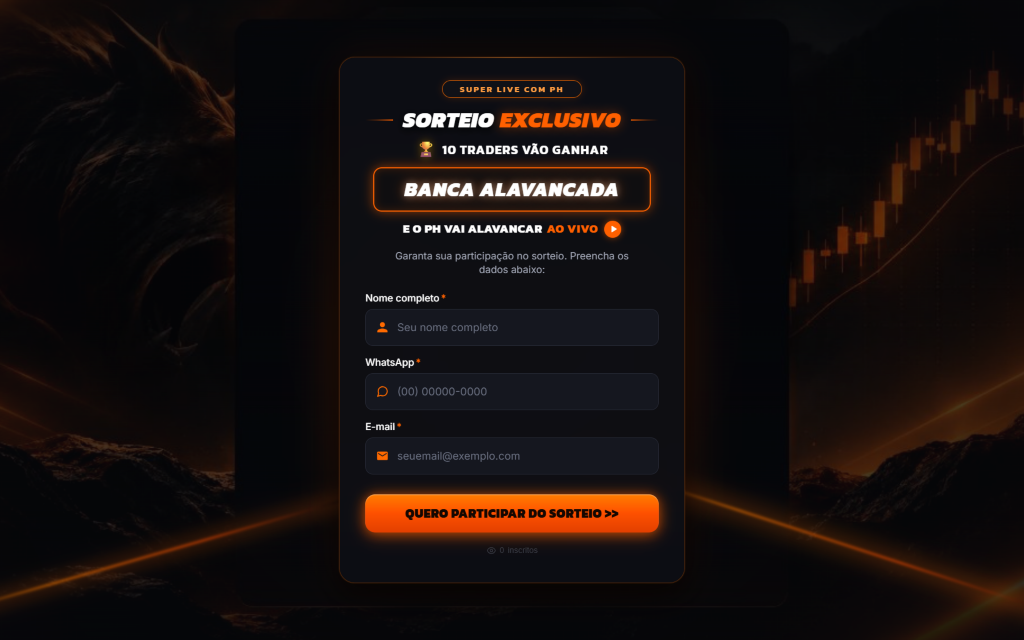 SUPER LIVE COM PH
SORTEIO EXCLUSIVO
🏆 10 TRADERS VÃO GANHAR
BANCA ALAVANCADA
E O PH VAI ALAVANCAR AO VIVO
Garanta sua participação no sorteio. Preencha os
dados abaixo:
Nome completo *
Seu nome completo
WhatsApp *
(00) 00000-0000
E-mail *
seuemail@exemplo.com
QUERO PARTICIPAR DO SORTEIO >>
0 inscritos